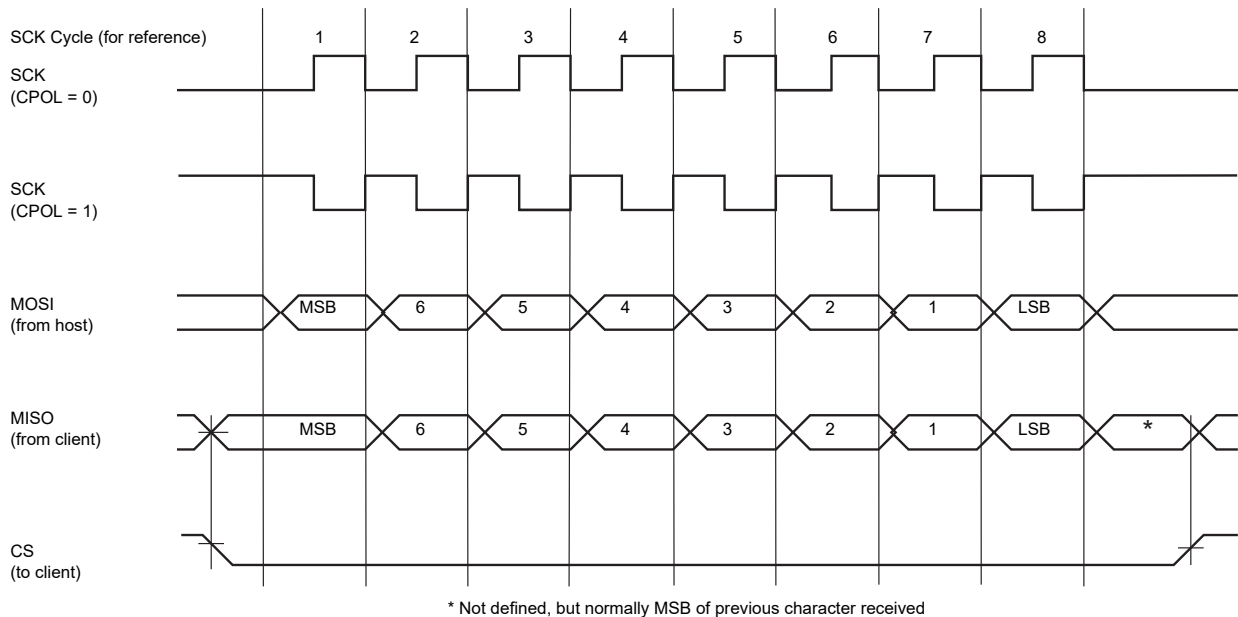 SCK Cycle (for reference) 1 2 3 4 5 6 7 8
SCK
(CPOL = 0)
SCK
(CPOL = 1)
MOSI
(from host)
MSB 6 5 4 3 2 1 LSB
MISO
(from client)
MSB 6 5 4 3 2 1 LSB *
CS
(to client)
* Not defined, but normally MSB of previous character received